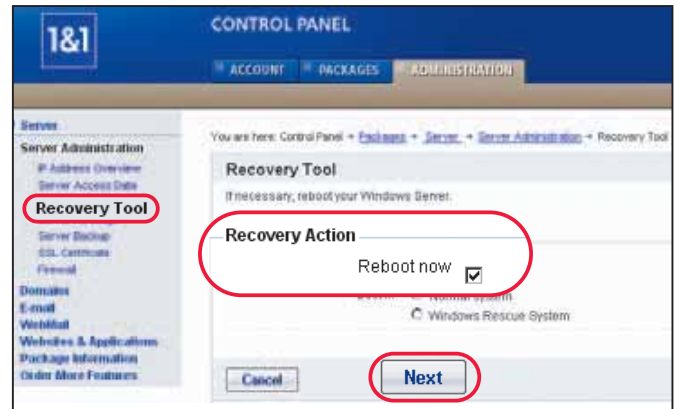 1&1
CONTROL PANEL
ACCOUNT PACKAGES ADMINISTRATION
Server
Server Administration
IP Address Overview
Server Access Data
Recovery Tool
Server Backup
SSL Certificate
Firewall
Domains
E-mail
WebMail
Websites & Applications
Package Information
Order More Features
You are here: Control Panel → Packages → Server → Server Administration → Recovery Tool
Recovery Tool
If necessary, reboot your Windows Server.
Recovery Action
Reboot now
Normal System
Windows Rescue System
Cancel
Next